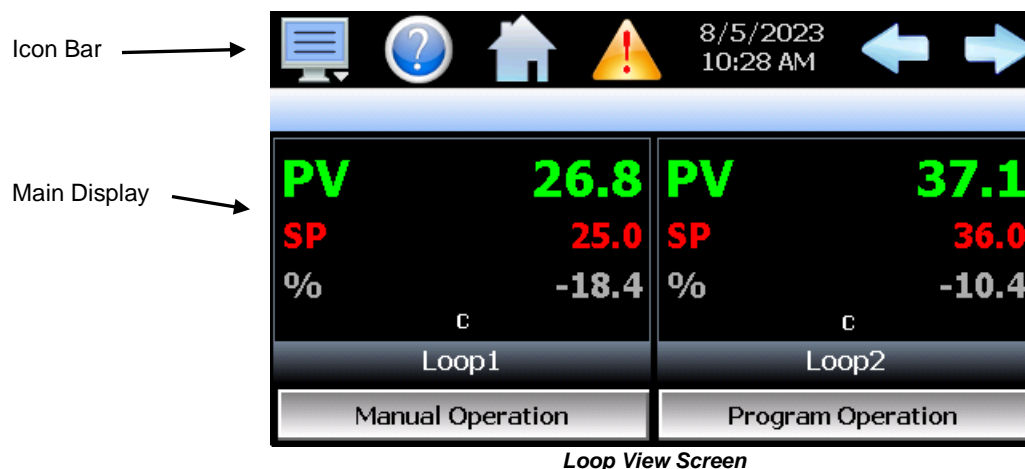 8/5/2023
10:28 AM
Icon Bar
Main Display
PV 26.8 PV 37.1
SP 25.0 SP 36.0
% -18.4 % -10.4
C C
Loop1 Loop2
Manual Operation Program Operation
Loop View Screen